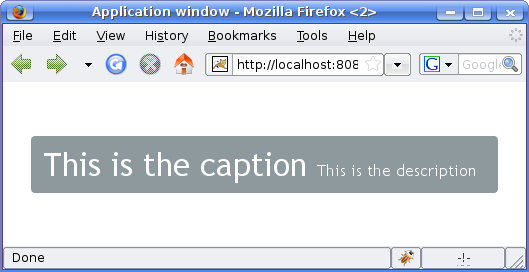 Application window - Mozilla Firefox <2>
File Edit View History Bookmarks Tools Help
http://localhost:808 G Google
This is the caption This is the description
Done -!-